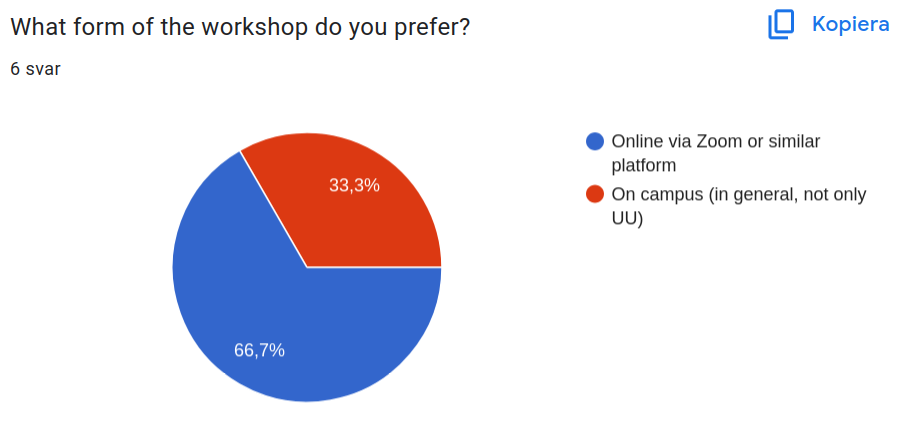 What form of the workshop do you prefer?
Kopiera
6 svar
33,3%
66,7%
Online via Zoom or similar
platform
On campus (in general, not only
UU)